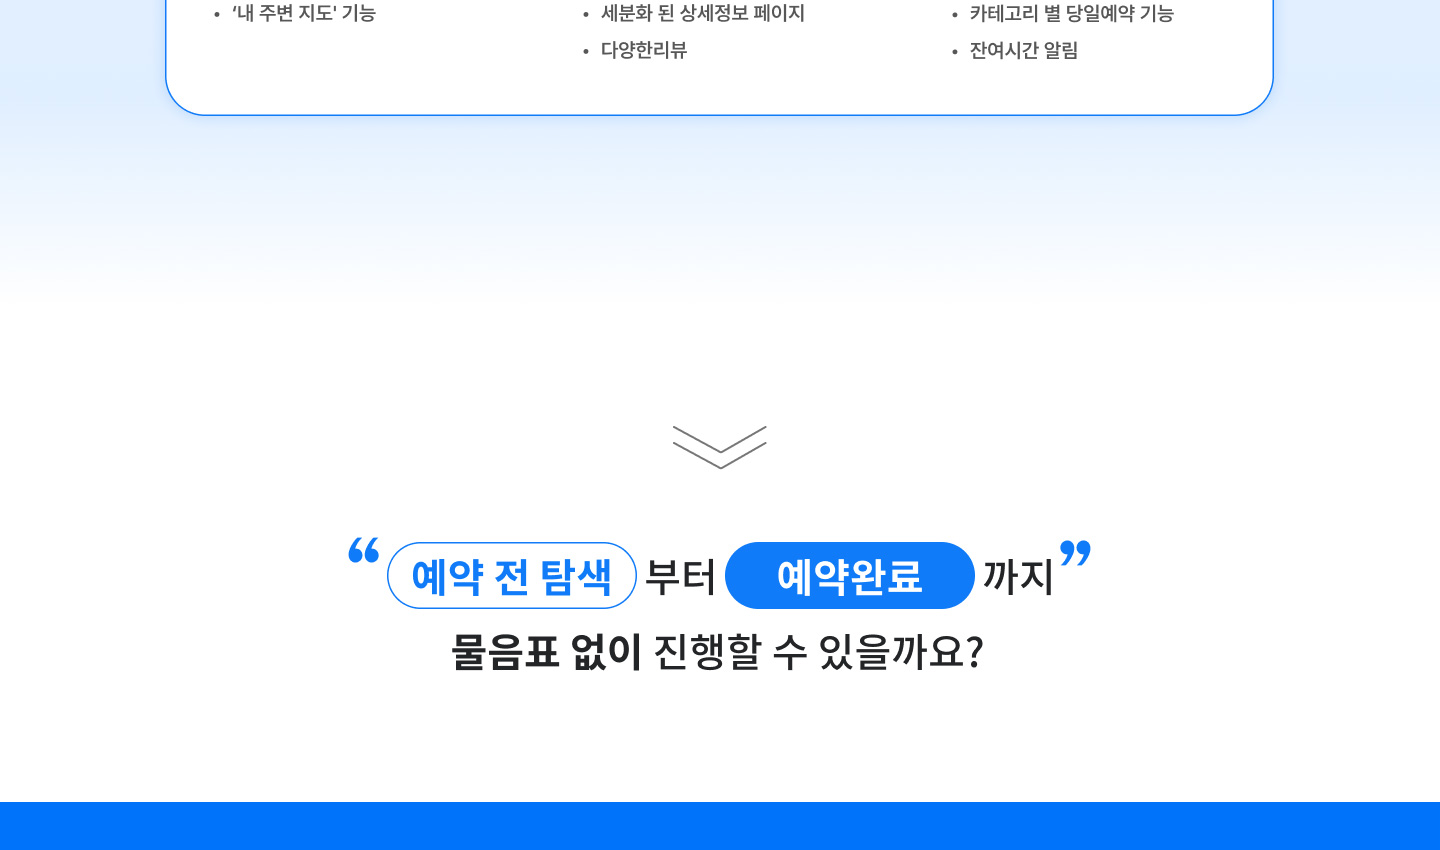 • ‘내 주변 지도' 기능
• 세분화 된 상세정보 페이지
• 다양한리뷰
• 카테고리 별 당일예약 기능
• 잔여시간 알림
“ 예약 전 탐색 부터 예약완료 까지 ”
물음표 없이 진행할 수 있을까요?